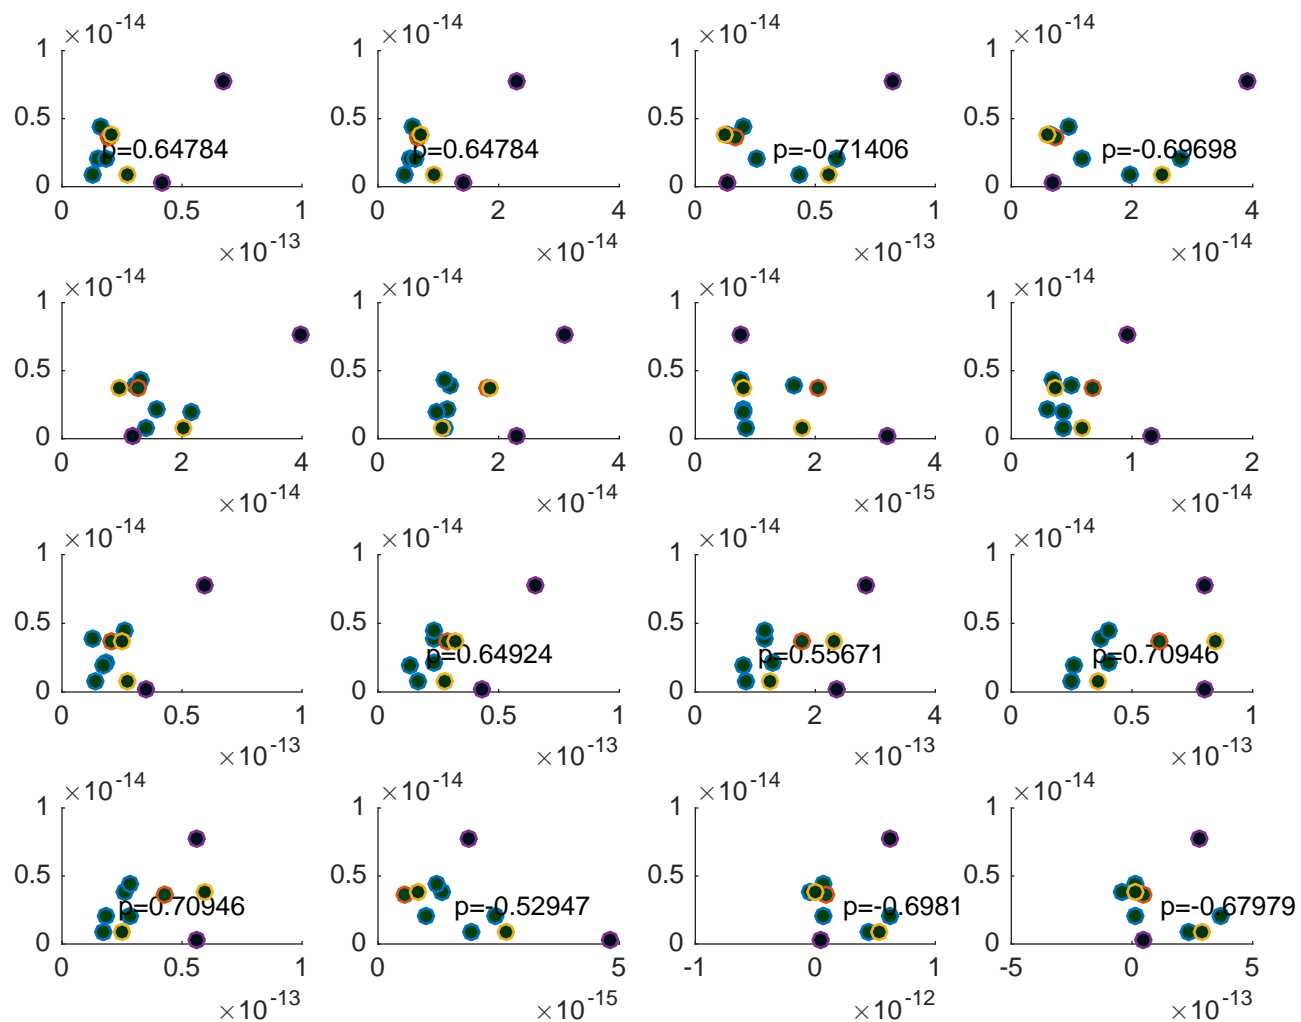 ×10-14 ×10-14 ×10-14 ×10-14
1 1 1 1
0.5 0.5 0.5 0.5
p=0.64784 p=0.64784 p=-0.71406 p=-0.69698
0 0 0 0
0 0.5 1 0 2 4 0 0.5 1 0 2 4
×10-13 ×10-14 ×10-13 ×10-14
×10-14 ×10-14 ×10-14 ×10-14
1 1 1 1
0.5 0.5 0.5 0.5
0 0 0 0
0 2 4 0 2 4 0 2 4 0 1 2
×10-14 ×10-14 ×10-15 ×10-14
×10-14 ×10-14 ×10-14 ×10-14
1 1 1 1
0.5 0.5 0.5 0.5
p=0.64924 p=0.55671 p=0.70946
0 0 0 0
0 0.5 1 0 0.5 1 0 2 4 0 0.5 1
×10-13 ×10-13 ×10-13 ×10-13
×10-14 ×10-14 ×10-14 ×10-14
1 1 1 1
0.5 0.5 0.5 0.5
p=0.70946 p=-0.52947 p=-0.6981 p=-0.67979
0 0 0 0
0 0.5 1 0 5 -1 0 1 -5 0 5
×10-13 ×10-15 ×10-12 ×10-13